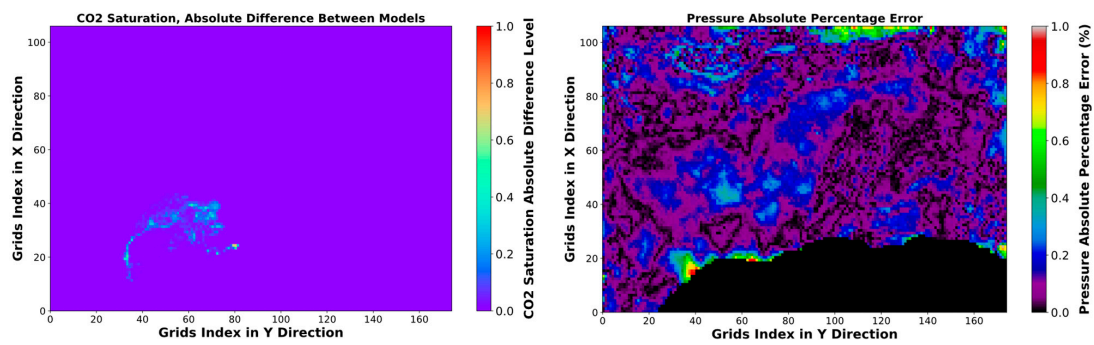 CO2 Saturation, Absolute Difference Between Models
100
80
60
40
20
0
0 20 40 60 80 100 120 140 160
Grids Index in X Direction
Grids Index in Y Direction
1.0
0.8
0.6
0.4
0.2
0.0
CO2 Saturation Absolute Difference Level
Pressure Absolute Percentage Error
100
80
60
40
20
0
0 20 40 60 80 100 120 140 160
Grids Index in X Direction
Grids Index in Y Direction
1.0
0.8
0.6
0.4
0.2
0.0
Pressure Absolute Percentage Error (%)